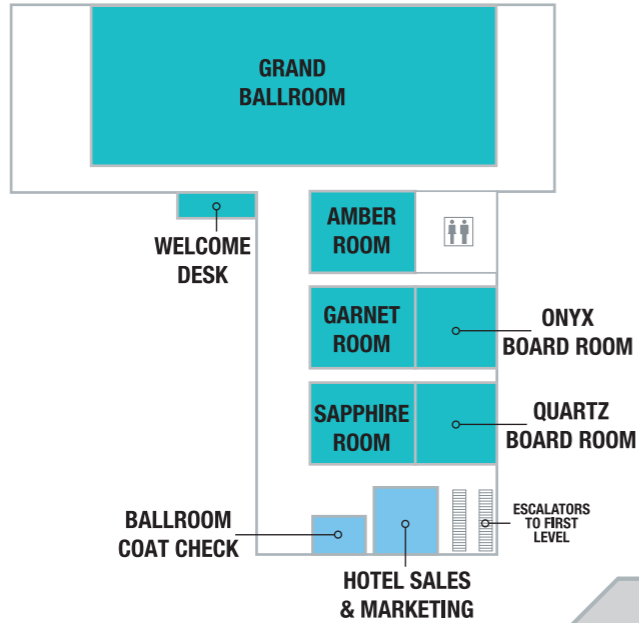 GRAND
BALLROOM
WELCOME
DESK
AMBER
ROOM
GARNET
ROOM
ONYX
BOARD ROOM
SAPPHIRE
ROOM
QUARTZ
BOARD ROOM
BALLROOM
COAT CHECK
HOTEL SALES
& MARKETING
ESCALATORS
TO FIRST
LEVEL